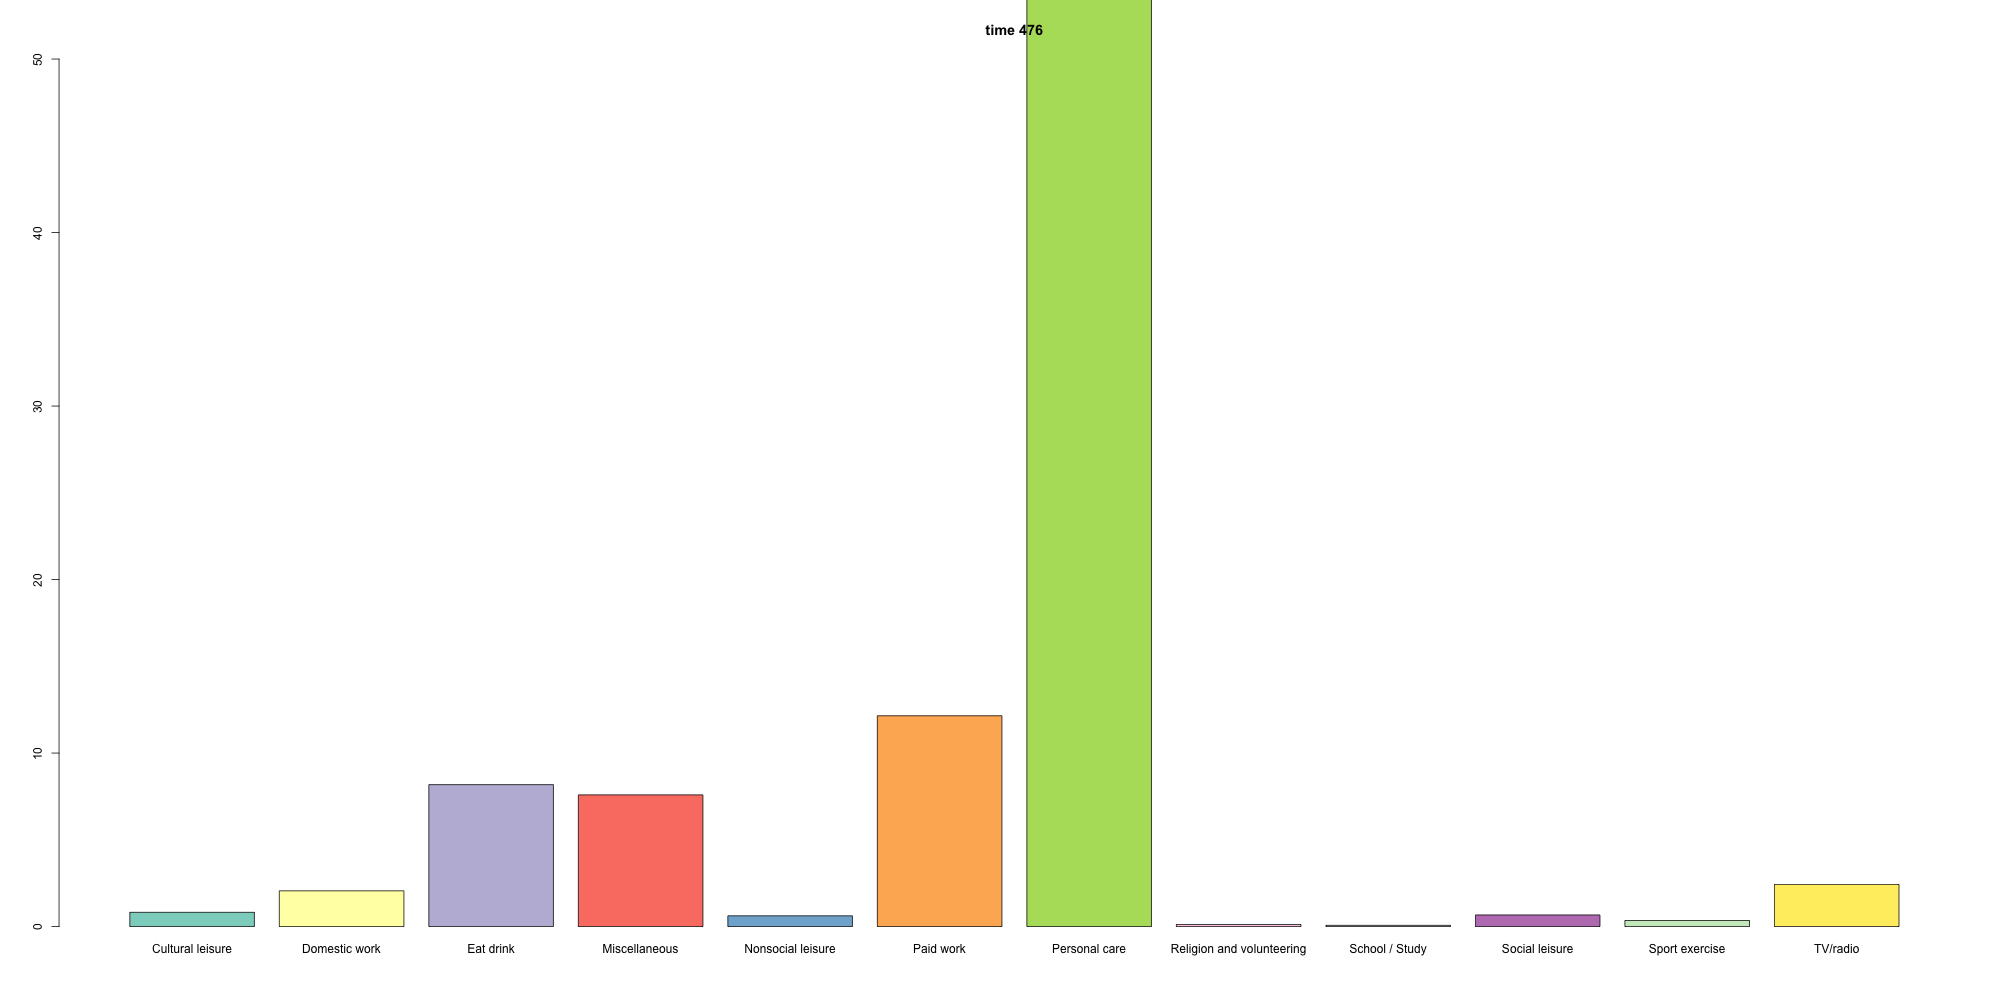 time 476
50
40
30
20
10
0
Cultural leisure
Domestic work
Eat drink
Miscellaneous
Nonsocial leisure
Paid work
Personal care
Religion and volunteering
School / Study
Social leisure
Sport exercise
TV/radio